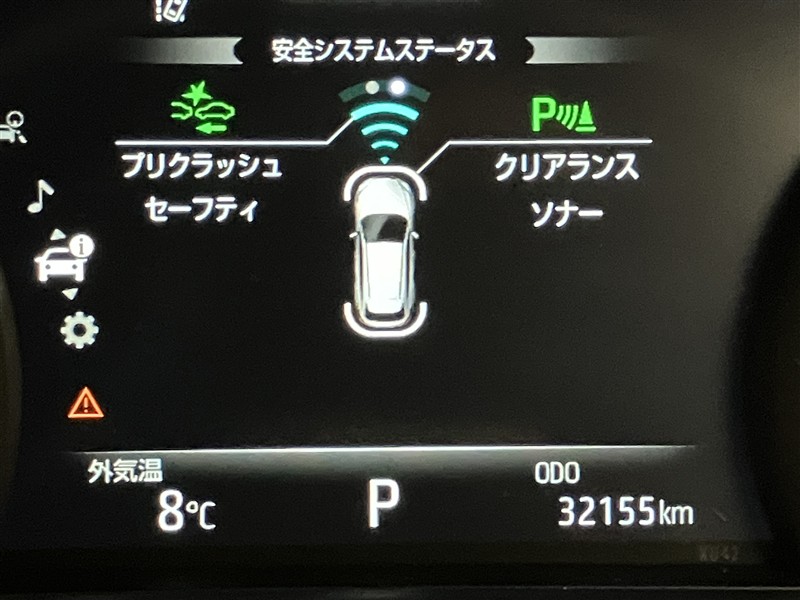 安全システムステータス
P
プリクラッシュ
セーフティ
クリアランス
ソナー
外気温
8℃
P
ODO
32155km